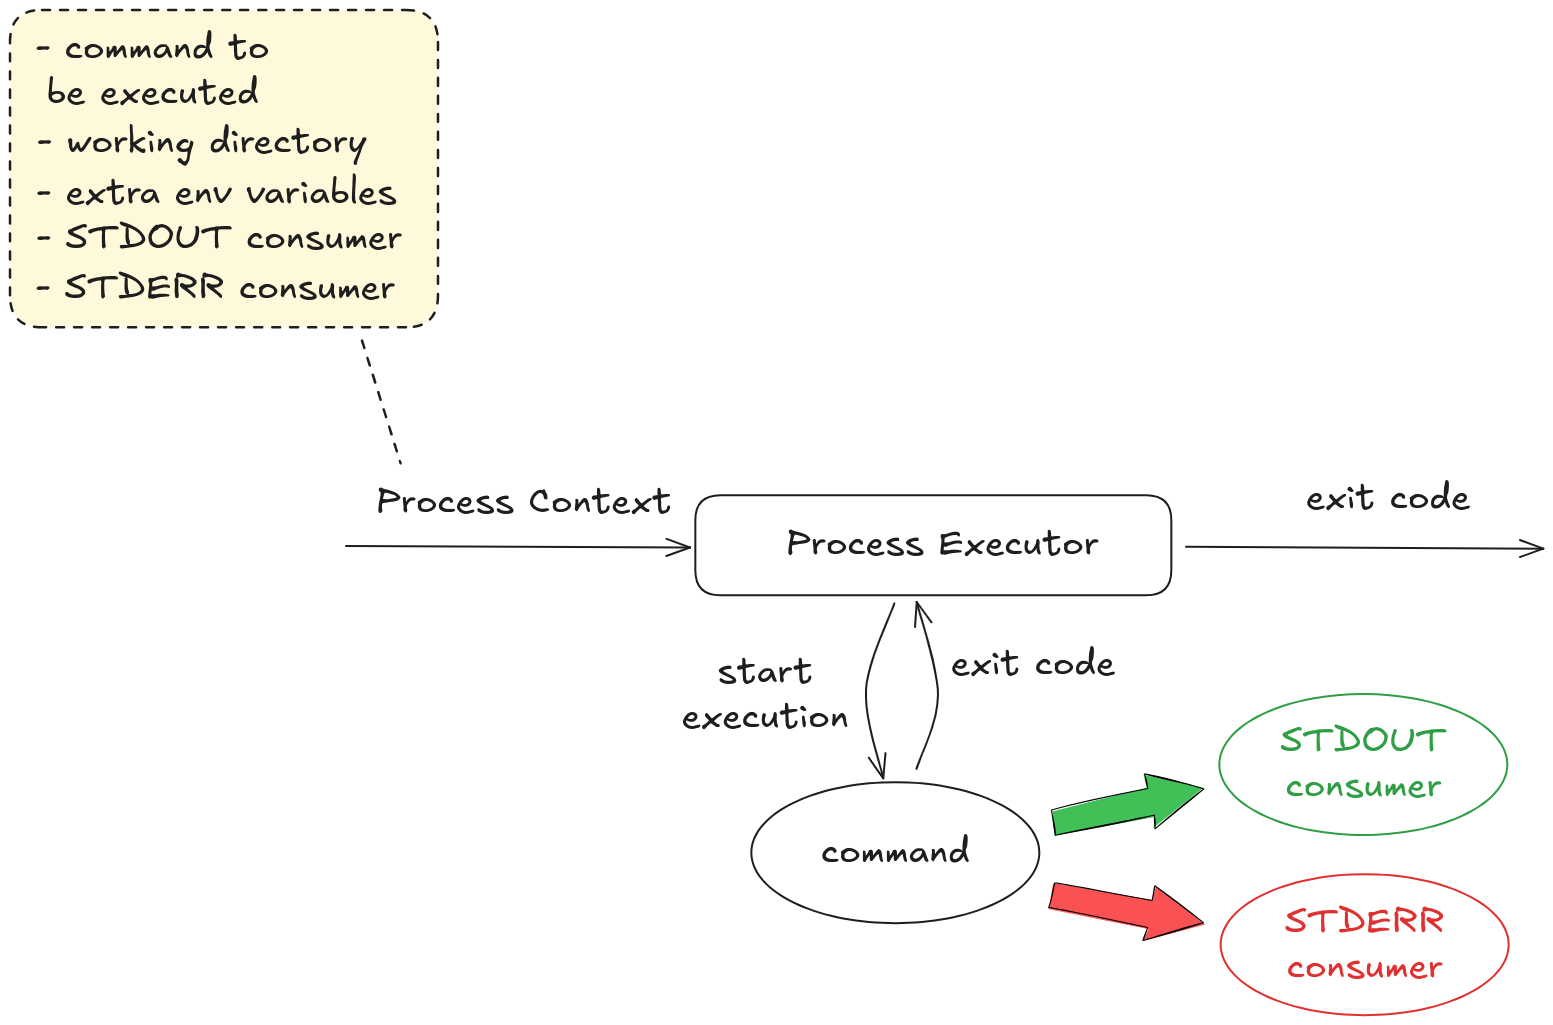 - command to
be executed
- working directory
- extra env variables
- STDOUT consumer
- STDERR consumer
Process Context
Process Executor
exit code
start
execution
exit code
command
STDOUT
consumer
STDERR
consumer